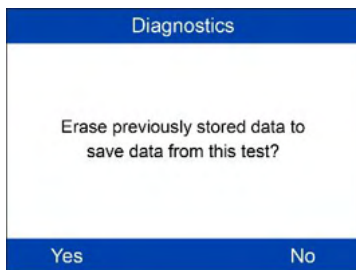 Diagnostics
Erase previously stored data to
save data from this test?
Yes No